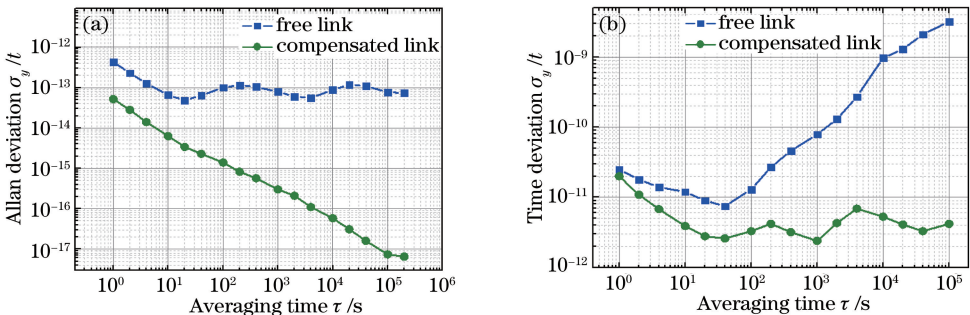 (a)
free link
compensated link
Allan deviation σ_y /t
10⁻¹²
10⁻¹³
10⁻¹⁴
10⁻¹⁵
10⁻¹⁶
10⁻¹⁷
10⁰ 10¹ 10² 10³ 10⁴ 10⁵ 10⁶
Averaging time τ /s
(b)
free link
compensated link
Time deviation σ_y /t
10⁻⁹
10⁻¹⁰
10⁻¹¹
10⁻¹²
10⁰ 10¹ 10² 10³ 10⁴ 10⁵
Averaging time τ /s